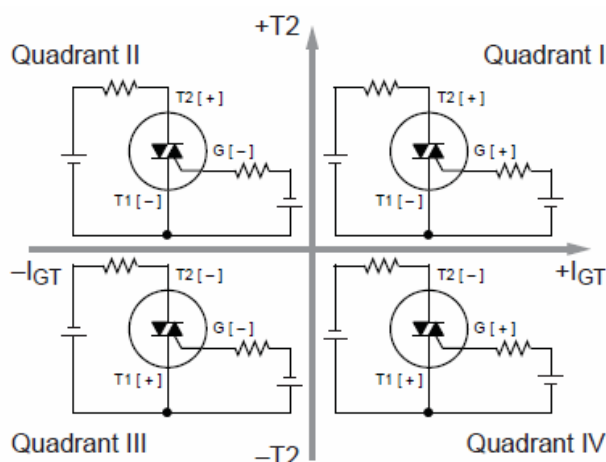 +T2
Quadrant II
Quadrant I
T2 [+]
G [−]
T1 [−]
T2 [+]
G [+]
T1 [−]
−IGT
+IGT
T2 [−]
G [−]
T1 [+]
T2 [−]
G [+]
T1 [+]
Quadrant III
−T2
Quadrant IV